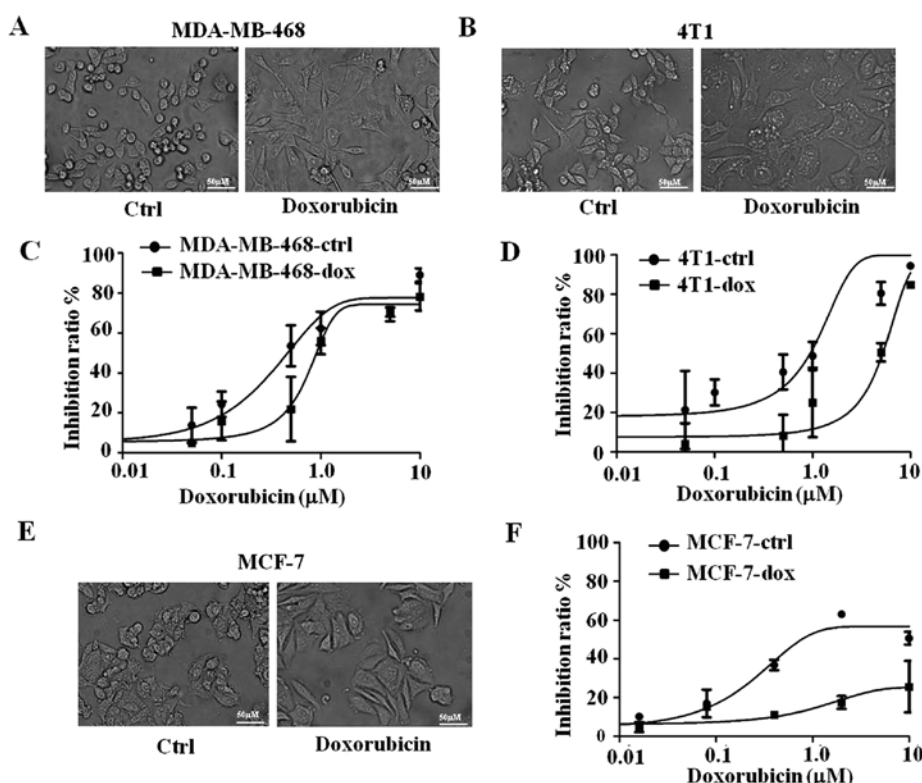 A
MDA-MB-468
50μM
50μM
Ctrl
Doxorubicin
B
4T1
50μM
50μM
Ctrl
Doxorubicin
C
MDA-MB-468-ctrl
MDA-MB-468-dox
Inhibition ratio %
100
80
60
40
20
0
0.01
0.1
1.0
10
Doxorubicin (μM)
D
4T1-ctrl
4T1-dox
Inhibition ratio %
100
80
60
40
20
0
0.01
0.1
1.0
10
Doxorubicin (μM)
E
MCF-7
50μM
50μM
Ctrl
Doxorubicin
F
MCF-7-ctrl
MCF-7-dox
Inhibition ratio %
100
80
60
40
20
0
0.01
0.1
1.0
10
Doxorubicin (μM)